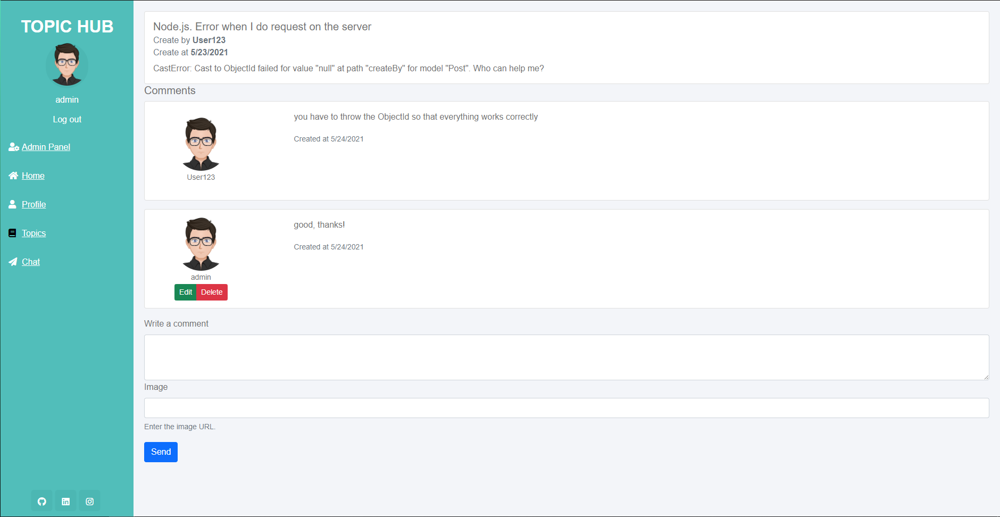 TOPIC HUB
admin
Log out
Admin Panel
Home
Profile
Topics
Chat
Node.js. Error when I do request on the server
Create by User123
Create at 5/23/2021
CastError: Cast to ObjectId failed for value "null" at path "createBy" for model "Post". Who can help me?
Comments
you have to throw the ObjectId so that everything works correctly
Created at 5/24/2021
User123
good, thanks!
Created at 5/24/2021
admin
Edit Delete
Write a comment
Image
Enter the image URL.
Send